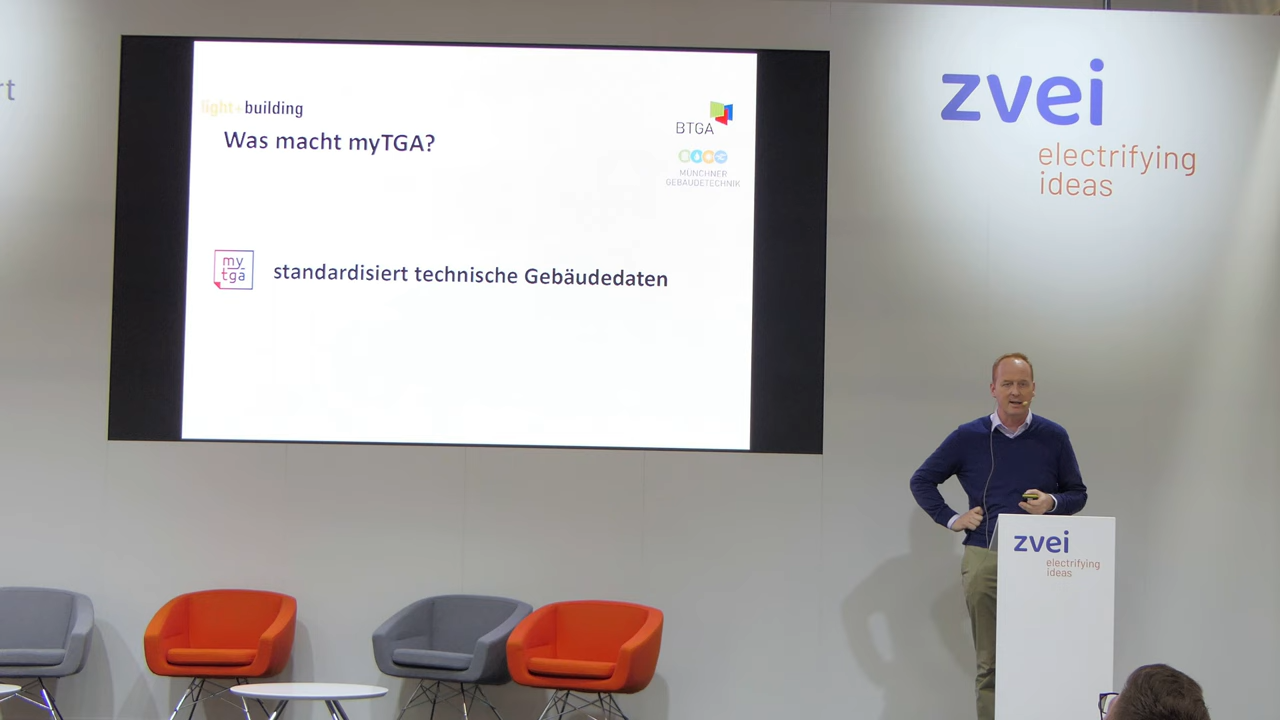 rt
light+building
Was macht myTGA?
BTGA
MÜNCHNER
GEBÄUDETECHNIK
my
tga
standardisiert technische Gebäudedaten
zvei
electrifying
ideas
zvei
electrifying
ideas